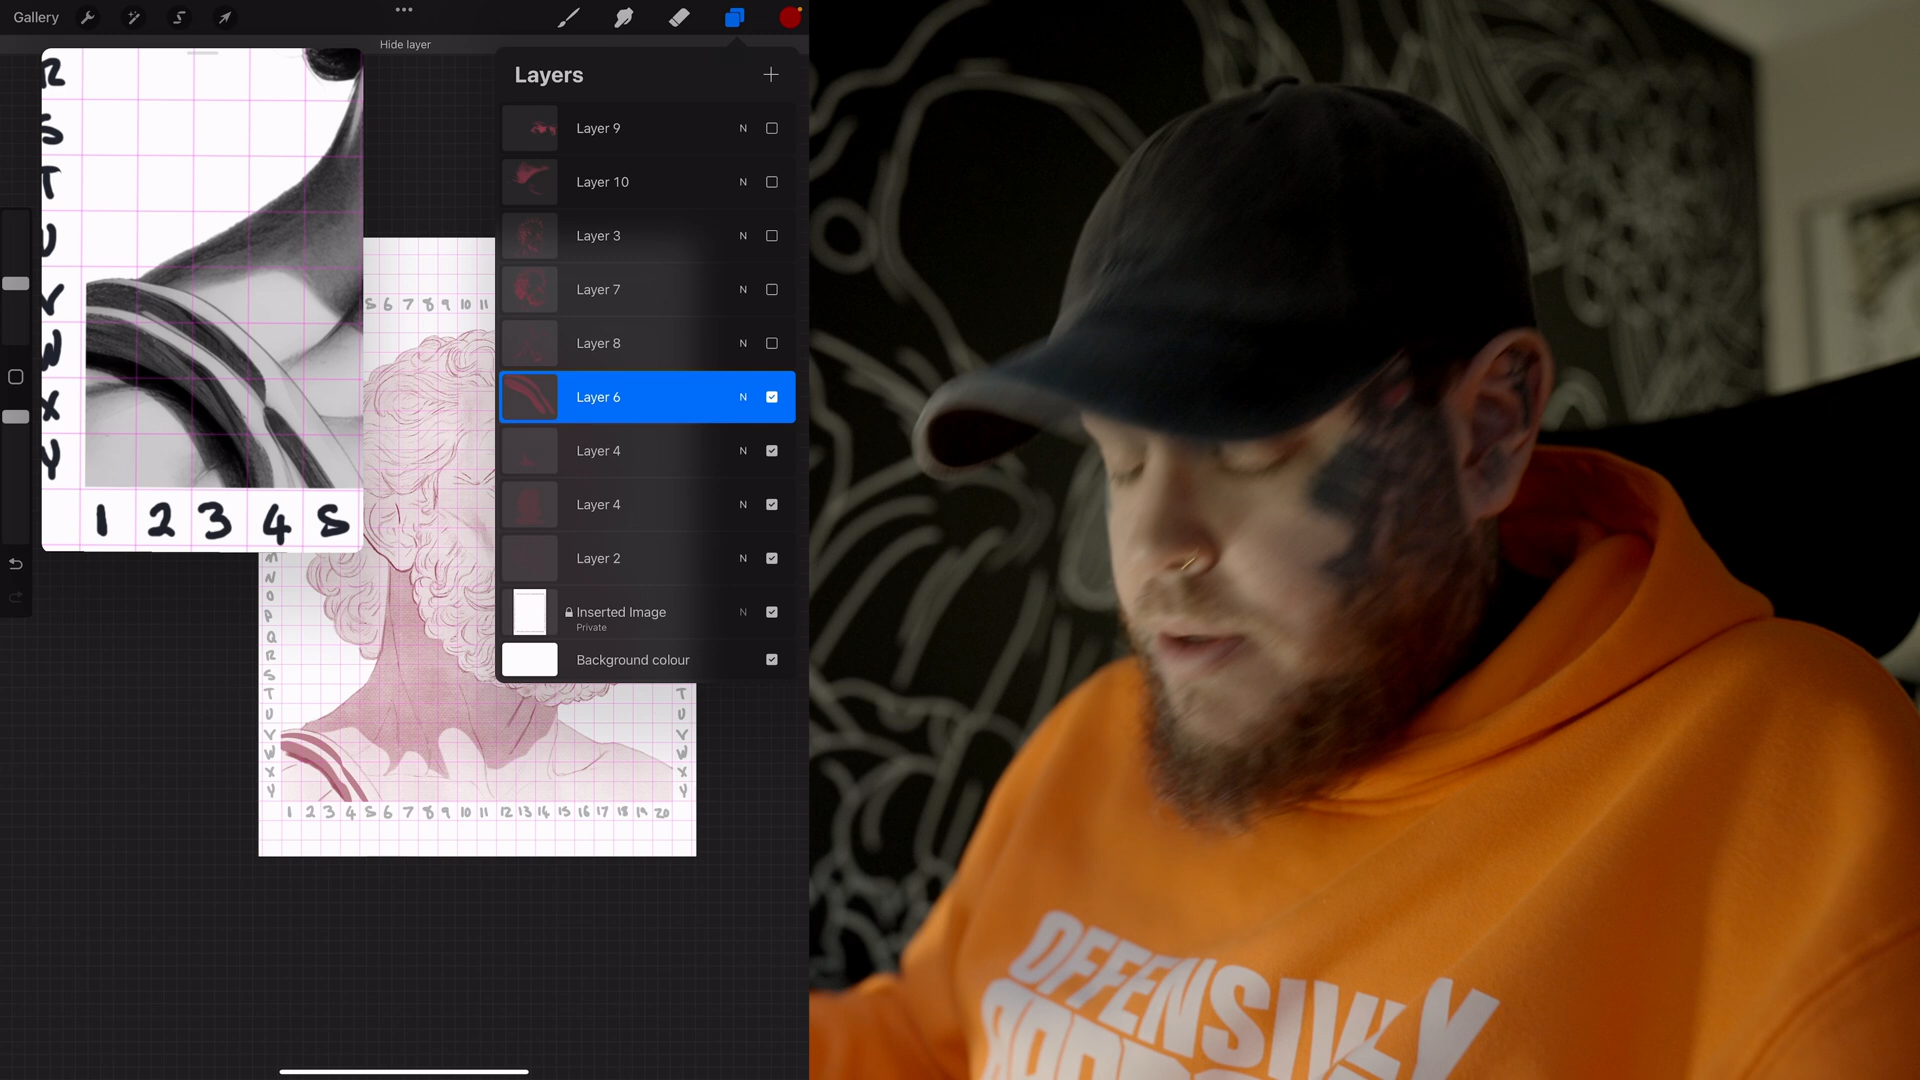 Gallery
Hide layer
Layers
Layer 9 N
Layer 10 N
Layer 3 N
Layer 7 N
Layer 8 N
Layer 6 N
Layer 4 N
Layer 4 N
Layer 2 N
Inserted Image N
Private
Background colour
R
S
T
U
V
W
X
Y
1 2 3 4 5
5 6 7 8 9 10 11
M
N
O
P
Q
R
S
T
U
V
W
X
Y
T
U
V
W
X
Y
1 2 3 4 5 6 7 8 9 10 11 12 13 14 15 16 17 18 19 20
OFFENSIVLY